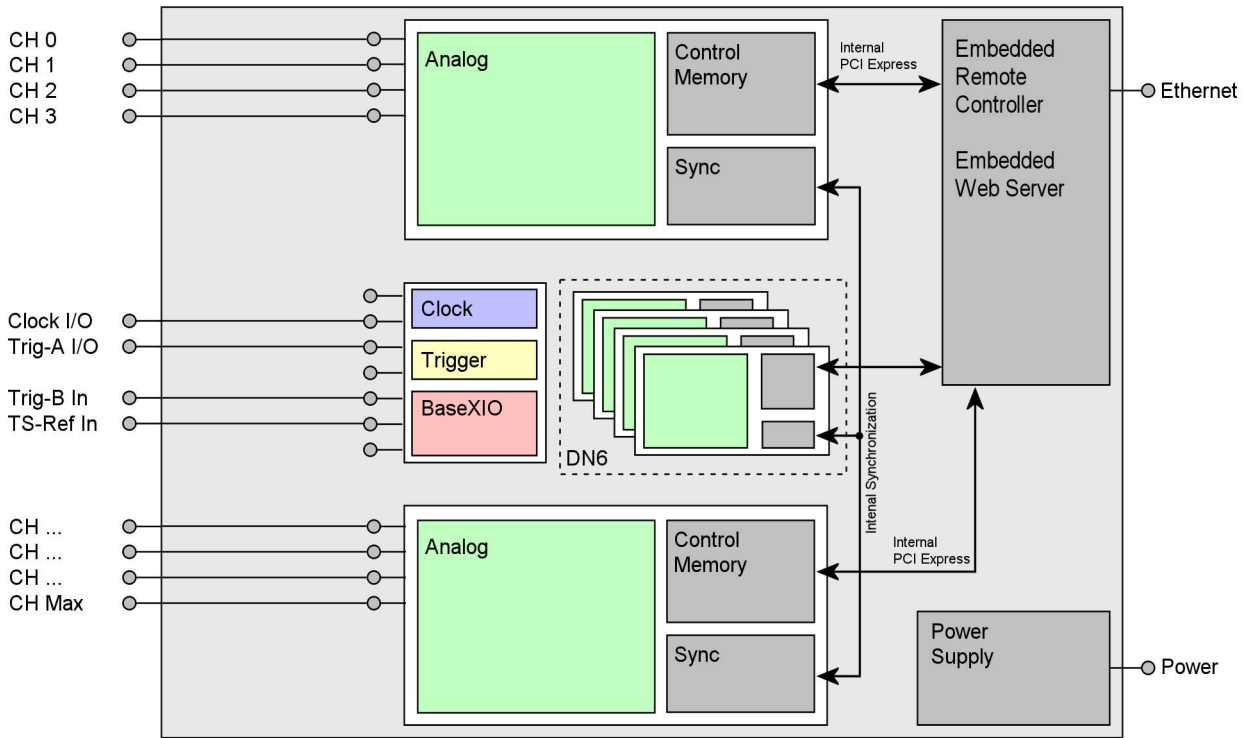 CH 0
CH 1
CH 2
CH 3
Analog
Control
Memory
Sync
Internal
PCI Express
Embedded
Remote
Controller
Embedded
Web Server
Ethernet
Clock I/O
Trig-A I/O
Trig-B In
TS-Ref In
Clock
Trigger
BaseXIO
DN6
Intenal Synchronization
CH ...
CH ...
CH ...
CH Max
Analog
Control
Memory
Sync
Internal
PCI Express
Power
Supply
Power